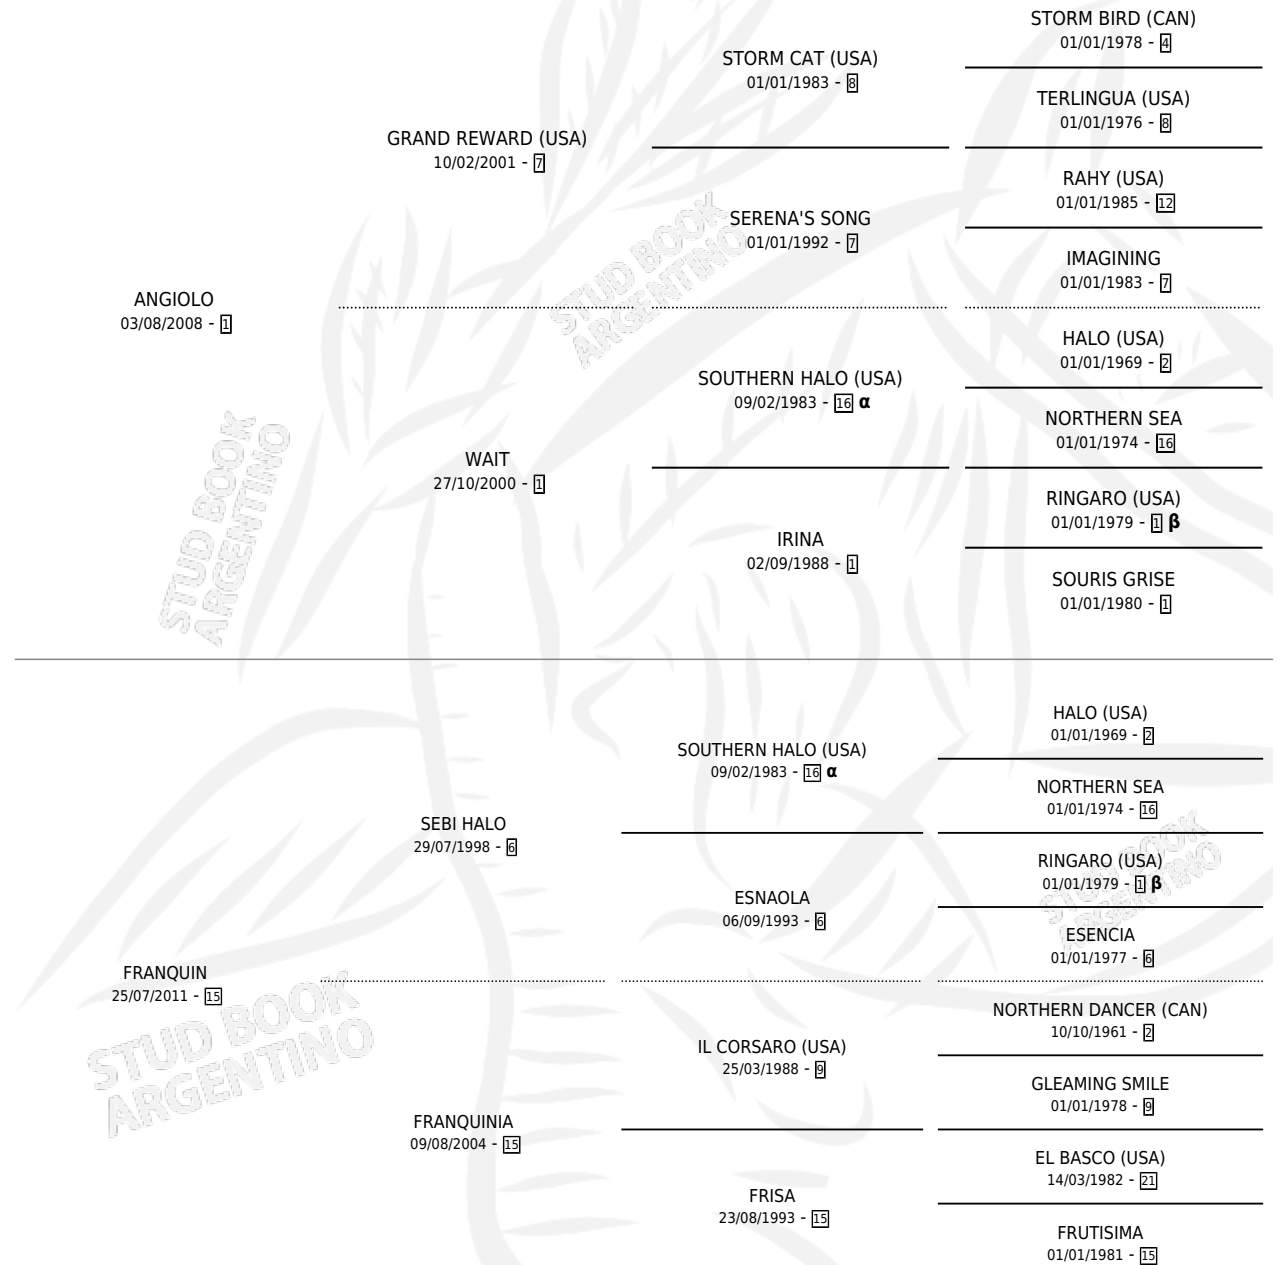 STORM BIRD (CAN)
01/01/1978 - 4
STORM CAT (USA)
01/01/1983 - 8
TERLINGUA (USA)
01/01/1976 - 8
GRAND REWARD (USA)
10/02/2001 - 7
RAHY (USA)
01/01/1985 - 12
SERENA'S SONG
01/01/1992 - 7
IMAGINING
01/01/1983 - 7
ANGIOLO
03/08/2008 - 1
HALO (USA)
01/01/1969 - 2
SOUTHERN HALO (USA)
09/02/1983 - 16 α
NORTHERN SEA
01/01/1974 - 16
WAIT
27/10/2000 - 1
RINGARO (USA)
01/01/1979 - 1 β
IRINA
02/09/1988 - 1
SOURIS GRISE
01/01/1980 - 1
STUD BOOK
ARGENTINO
STUD BOOK
ARGENTINO
HALO (USA)
01/01/1969 - 2
SOUTHERN HALO (USA)
09/02/1983 - 16 α
NORTHERN SEA
01/01/1974 - 16
SEBI HALO
29/07/1998 - 6
RINGARO (USA)
01/01/1979 - 1 β
ESNAOLA
06/09/1993 - 6
ESENCIA
01/01/1977 - 6
FRANQUIN
25/07/2011 - 15
NORTHERN DANCER (CAN)
10/10/1961 - 2
IL CORSARO (USA)
25/03/1988 - 9
GLEAMING SMILE
01/01/1978 - 9
FRANQUINIA
09/08/2004 - 15
EL BASCO (USA)
14/03/1982 - 21
FRISA
23/08/1993 - 15
FRUTISIMA
01/01/1981 - 15
STUD BOOK
ARGENTINO
STUD BOOK
ARGENTINO